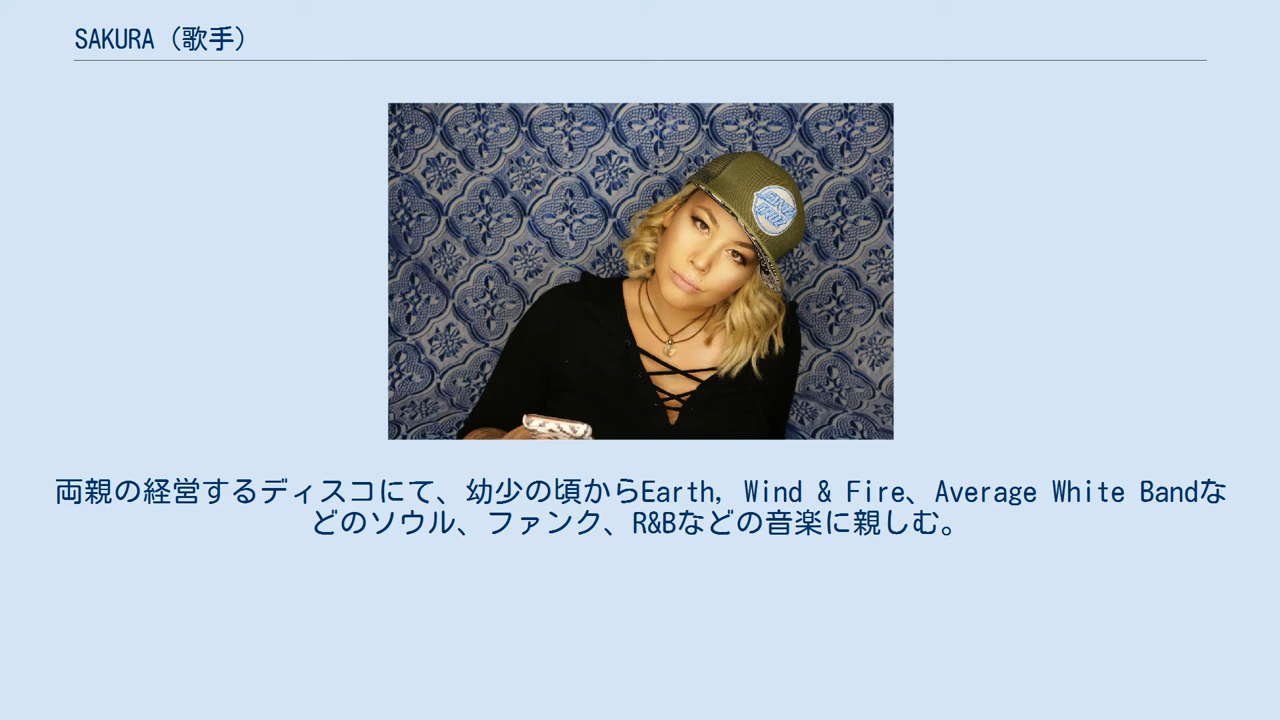 SAKURA（歌手）
SANTA
CRUZ
両親の経営するディスコにて、幼少の頃からEarth, Wind & Fire、Average White Bandな
どのソウル、ファンク、R&Bなどの音楽に親しむ。